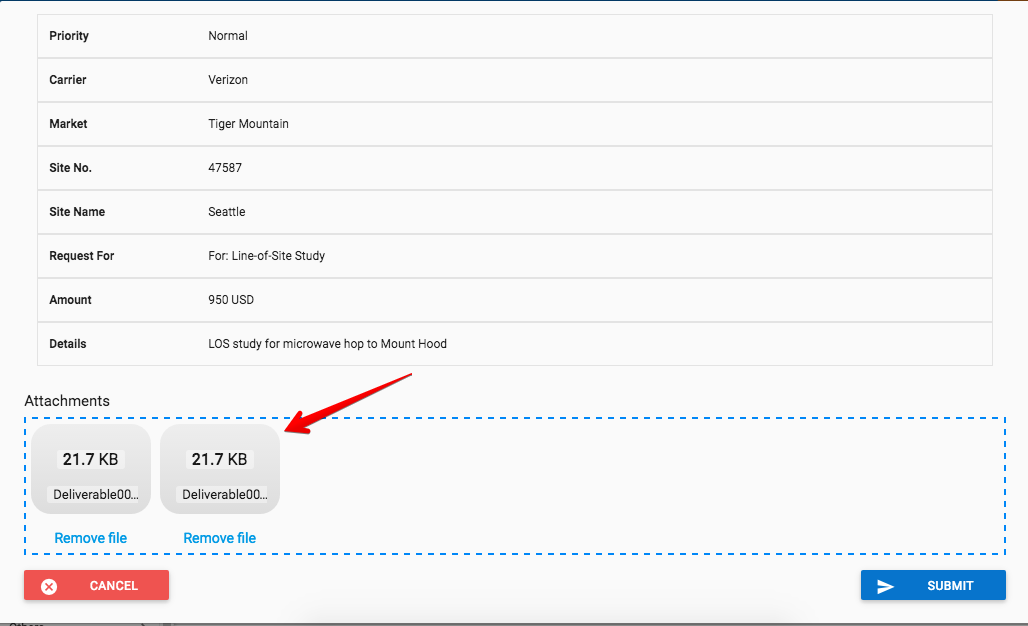 Priority Normal
Carrier Verizon
Market Tiger Mountain
Site No. 47587
Site Name Seattle
Request For For: Line-of-Site Study
Amount 950 USD
Details LOS study for microwave hop to Mount Hood
Attachments
21.7 KB 21.7 KB
Deliverable00... Deliverable00...
Remove file Remove file
CANCEL SUBMIT